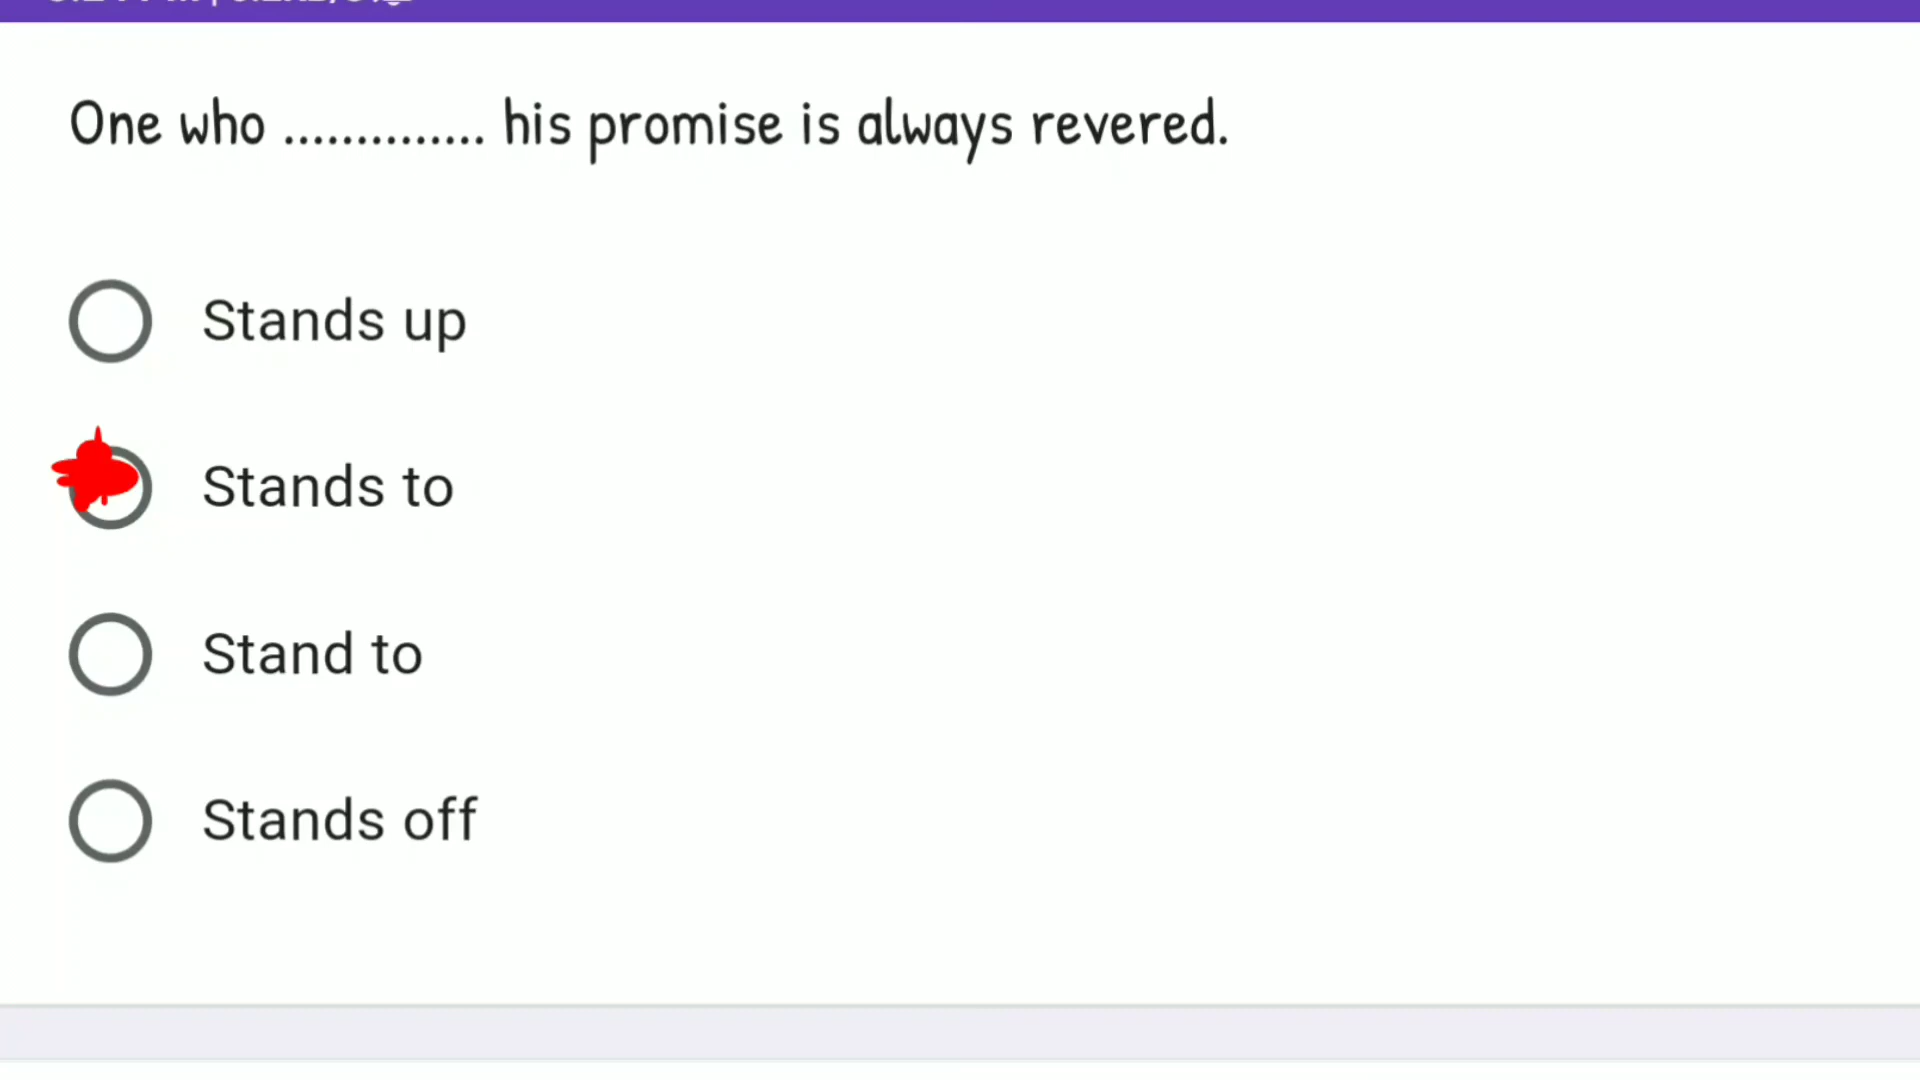 One who .............. his promise is always revered.
Stands up
Stands to
Stand to
Stands off